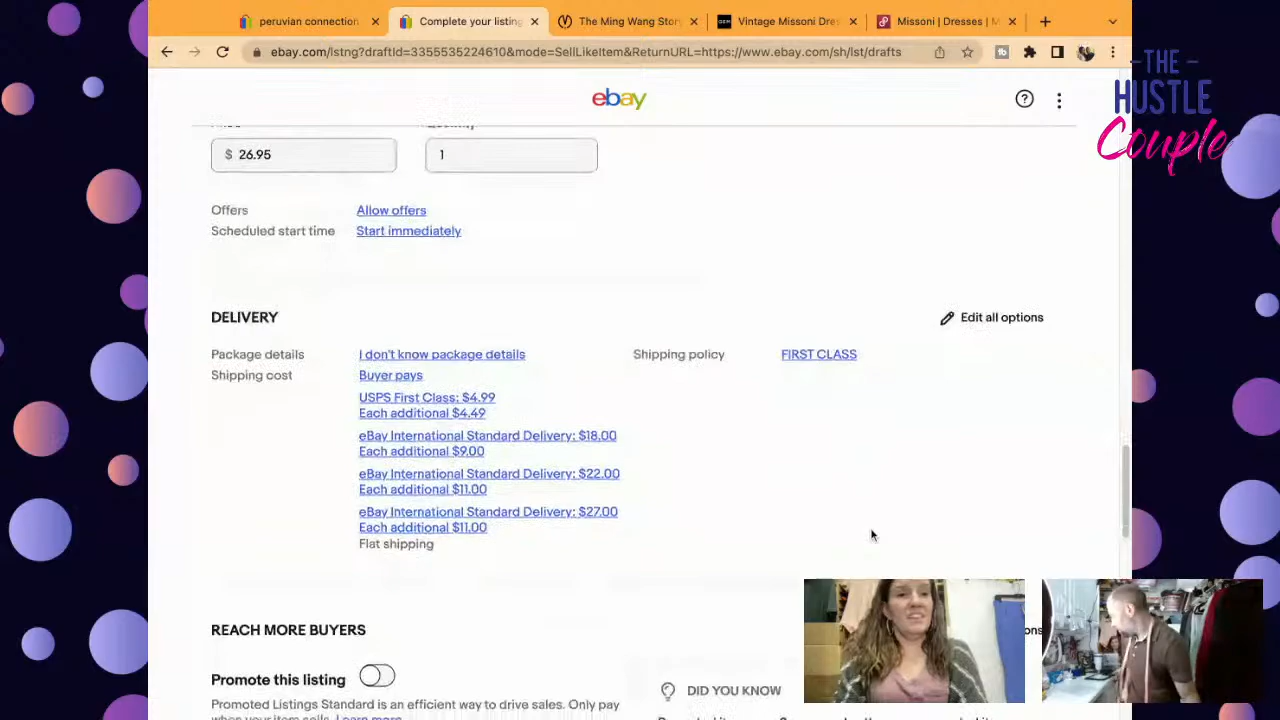 peruvian connection
Complete your listing
The Ming Wang Story
Vintage Missoni Dre
Missoni | Dresses | M
ebay.com/lstng?draftId=3355535224610&mode=SellLikeItem&ReturnURL=https://www.ebay.com/sh/lst/drafts
- THE -
HUSTLE
Couple
ebay
$ 26.95
1
Offers
Allow offers
Scheduled start time
Start immediately
DELIVERY
Edit all options
Package details
I don't know package details
Shipping policy
FIRST CLASS
Shipping cost
Buyer pays
USPS First Class: $4.99
Each additional $4.49
eBay International Standard Delivery: $18.00
Each additional $9.00
eBay International Standard Delivery: $22.00
Each additional $11.00
eBay International Standard Delivery: $27.00
Each additional $11.00
Flat shipping
REACH MORE BUYERS
Promote this listing
DID YOU KNOW
Promoted Listings Standard is an efficient way to drive sales. Only pay
when your item sells. Learn more